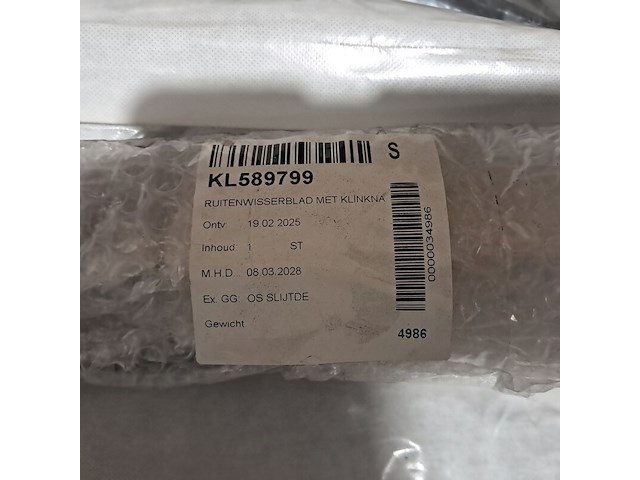 S
KL589799
RUITENWISSERBLAD MET KLINKNA
Ontv 19.02.2025
Inhoud 1 ST
M.H.D. 08.03.2028
Ex. GG: OS SLIJTDE
Gewicht
0000034986
4986